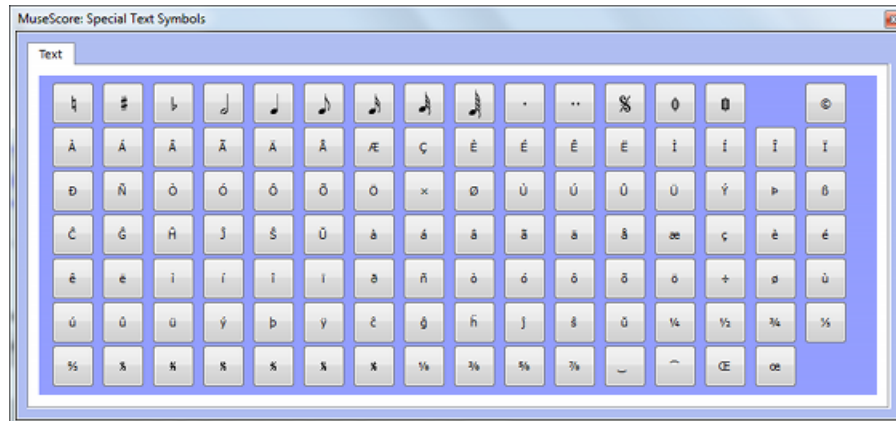 MuseScore: Special Text Symbols
Text
♮ ♯ ♭ 𝅗𝅥 ♩ ♪ 𝅘𝅥𝅯 𝅘𝅥𝅰 𝅘𝅥𝅱 . .. 𝄋 ©
À Á Â Ã Ä Å Æ Ç È É Ê Ë Ì Í Î Ï
Ð Ñ Ò Ó Ô Õ Ö × Ø Ù Ú Û Ü Ý Þ ß
Ĉ Ĝ Ĥ Ĵ Ŝ Ŭ à á â ã ä å æ ç è é
ê ë ì í î ï ð ñ ò ó ô õ ö ÷ ø ù
ú û ü ý þ ÿ ĉ ĝ ĥ ĵ ŝ ŭ ¼ ½ ¾ ⅓
⅔ ⅛ ⅜ ⅝ ⅞ ‿ ⁀ Œ œ